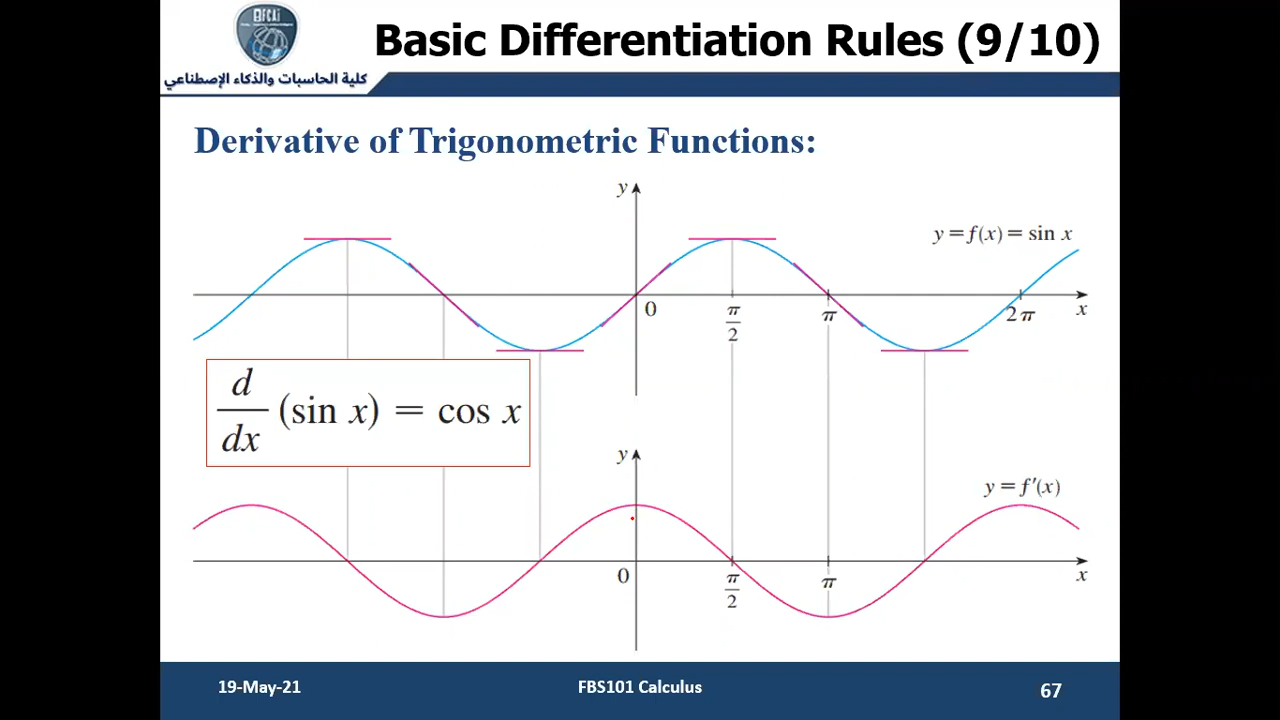 BFCAI
كلية الحاسبات والذكاء الإصطناعي
Basic Differentiation Rules (9/10)
Derivative of Trigonometric Functions:
y
y = f(x) = sin x
0
π/2
π
2π
x
d/dx (sin x) = cos x
y
y = f′(x)
0
π/2
π
x
19-May-21
FBS101 Calculus
67